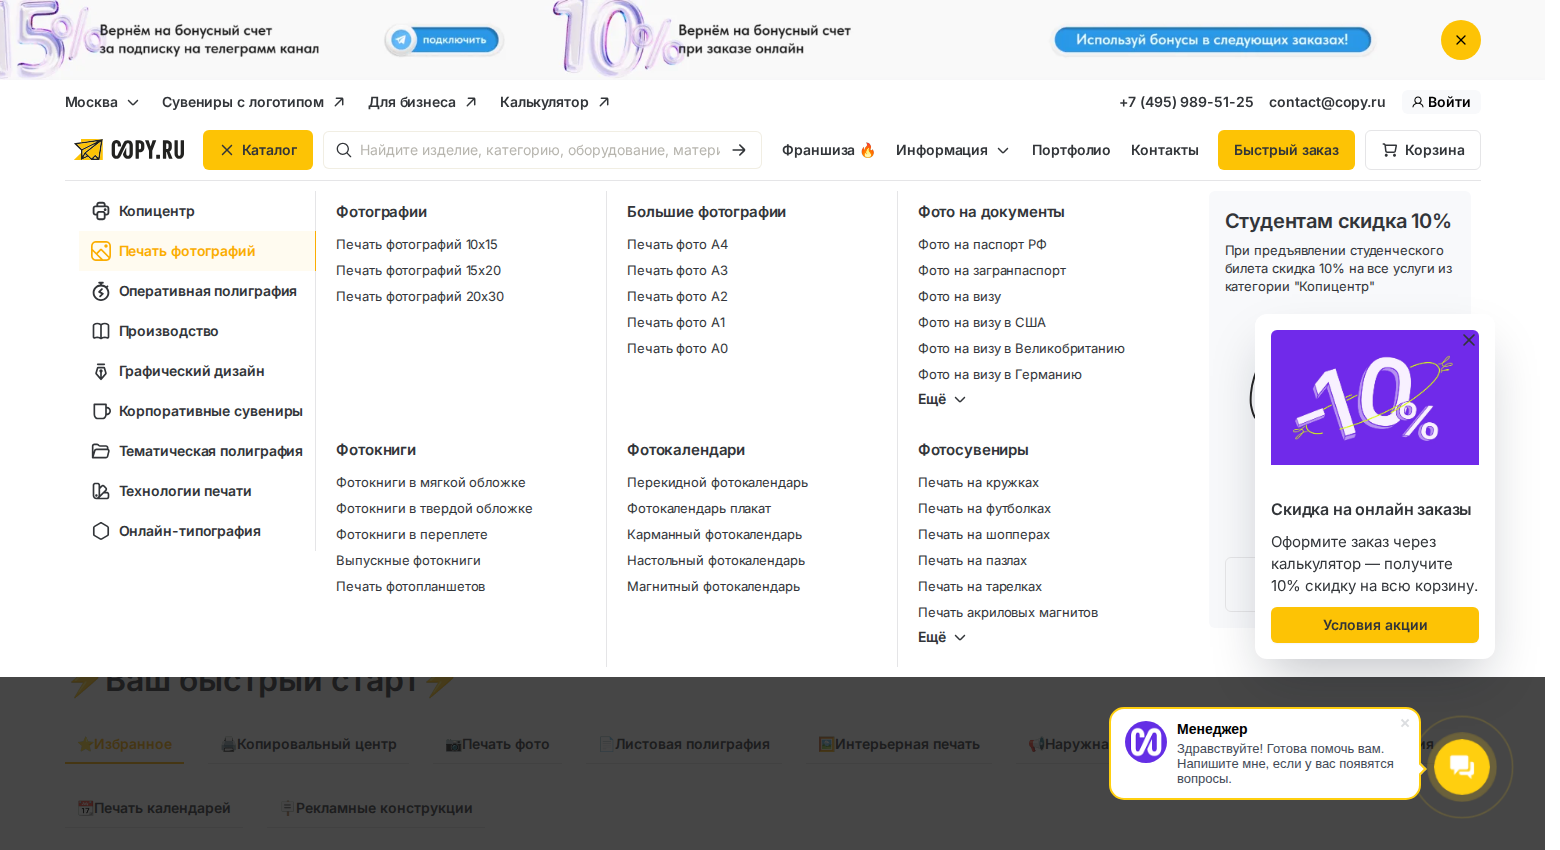 15%
Вернём на бонусный счет
за подписку на телеграмм канал
подключить
10%
Вернём на бонусный счет
при заказе онлайн
Используй бонусы в следующих заказах!
Москва
Сувениры с логотипом
Для бизнеса
Калькулятор
+7 (495) 989-51-25
contact@copy.ru
Войти
COPY.RU
Каталог
Найдите изделие, категорию, оборудование, матери
Франшиза 🔥
Информация
Портфолио
Контакты
Быстрый заказ
Корзина
Копицентр
Печать фотографий
Оперативная полиграфия
Производство
Графический дизайн
Корпоративные сувениры
Тематическая полиграфия
Технологии печати
Онлайн-типография
Фотографии
Печать фотографий 10х15
Печать фотографий 15х20
Печать фотографий 20х30
Большие фотографии
Печать фото А4
Печать фото А3
Печать фото А2
Печать фото А1
Печать фото А0
Фото на документы
Фото на паспорт РФ
Фото на загранпаспорт
Фото на визу
Фото на визу в США
Фото на визу в Великобританию
Фото на визу в Германию
Ещё
Фотокниги
Фотокниги в мягкой обложке
Фотокниги в твердой обложке
Фотокниги в переплете
Выпускные фотокниги
Печать фотопланшетов
Фотокалендари
Перекидной фотокалендарь
Фотокалендарь плакат
Карманный фотокалендарь
Настольный фотокалендарь
Магнитный фотокалендарь
Фотосувениры
Печать на кружках
Печать на футболках
Печать на шопперах
Печать на пазлах
Печать на тарелках
Печать акриловых магнитов
Ещё
Студентам скидка 10%
При предъявлении студенческого
билета скидка 10% на все услуги из
категории "Копицентр"
-10%
Скидка на онлайн заказы
Оформите заказ через
калькулятор — получите
10% скидку на всю корзину.
Условия акции
⚡Ваш быстрый старт⚡
⭐Избранное
🖨️Копировальный центр
📷Печать фото
📄Листовая полиграфия
🖼️Интерьерная печать
📢Наружна
📆Печать календарей
🪧Рекламные конструкции
Менеджер
Здравствуйте! Готова помочь вам.
Напишите мне, если у вас появятся
вопросы.